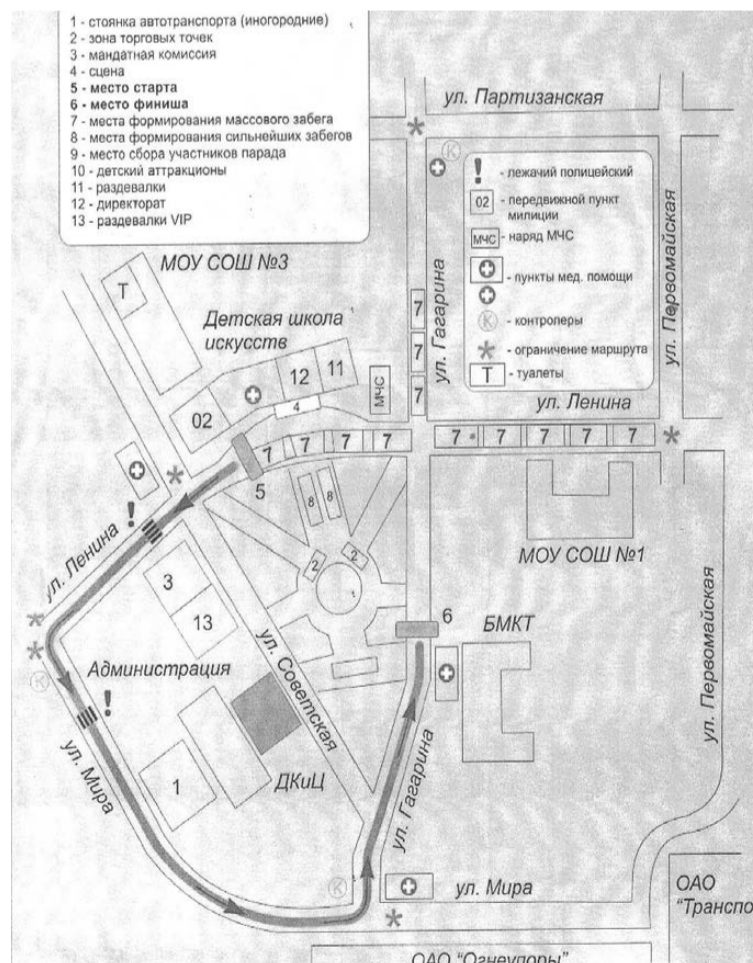 1 - стоянка автотранспорта (иногородние)
2 - зона торговых точек
3 - мандатная комиссия
4 - сцена
5 - место старта
6 - место финиша
7 - места формирования массового забега
8 - места формирования сильнейших забегов
9 - место сбора участников парада
10 - детский аттракционы
11 - раздевалки
12 - директорат
13 - раздевалки VIP
ул. Партизанская
К
! - лежачий полицейский
02 - передвижной пункт
милиции
МЧС - наряд МЧС
- пункты мед. помощи
К - контролеры
- ограничение маршрута
Т - туалеты
ул. Гагарина
ул. Первомайская
МОУ СОШ №3
Т
Детская школа
искусств
12
11
4
02
МЧС
7
7
7
ул. Ленина
7 7 7 7
7 7 7 7 7
5
8 8
МОУ СОШ №1
!
ул. Ленина
2 2
3
13
6
БМКТ
К
Администрация
!
ул. Советская
ул. Первомайская
ул. Мира
1
ДКиЦ
ул. Гагарина
К
ул. Мира
ОАО
"Транспо
ОАО "Огнеупоры"